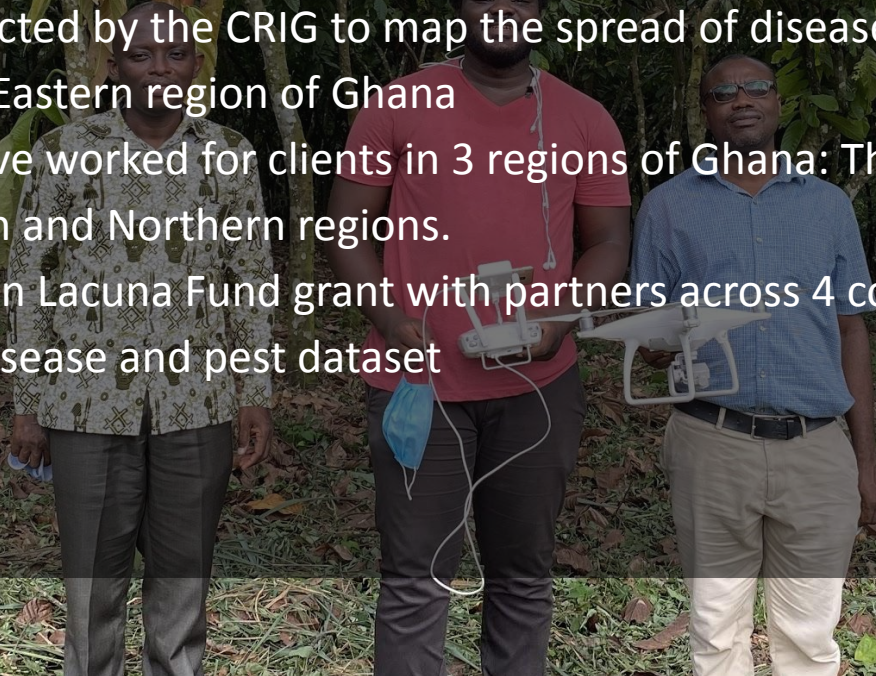 cted by the CRIG to map the spread of disease
Eastern region of Ghana
ve worked for clients in 3 regions of Ghana: Th
n and Northern regions.
n Lacuna Fund grant with partners across 4 co
sease and pest dataset